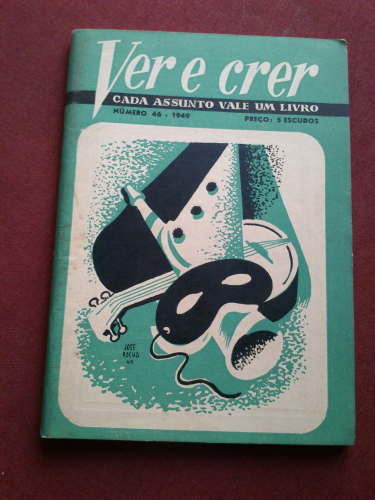 Ver e crer
CADA ASSUNTO VALE UM LIVRO
NÚMERO 46 - 1949 PREÇO: 5 ESCUDOS
JOSÉ
ROCHA
49